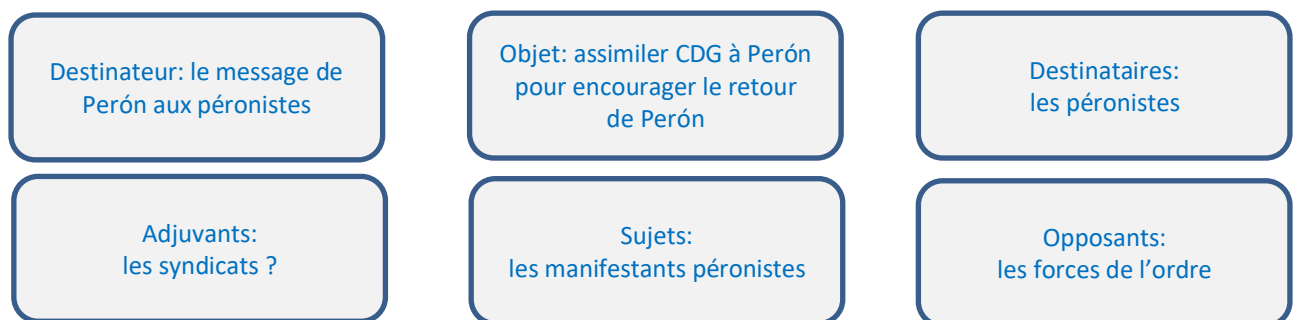 Destinateur: le message de
Perón aux péronistes
Objet: assimiler CDG à Perón
pour encourager le retour
de Perón
Destinataires:
les péronistes
Adjuvants:
les syndicats ?
Sujets:
les manifestants péronistes
Opposants:
les forces de l’ordre